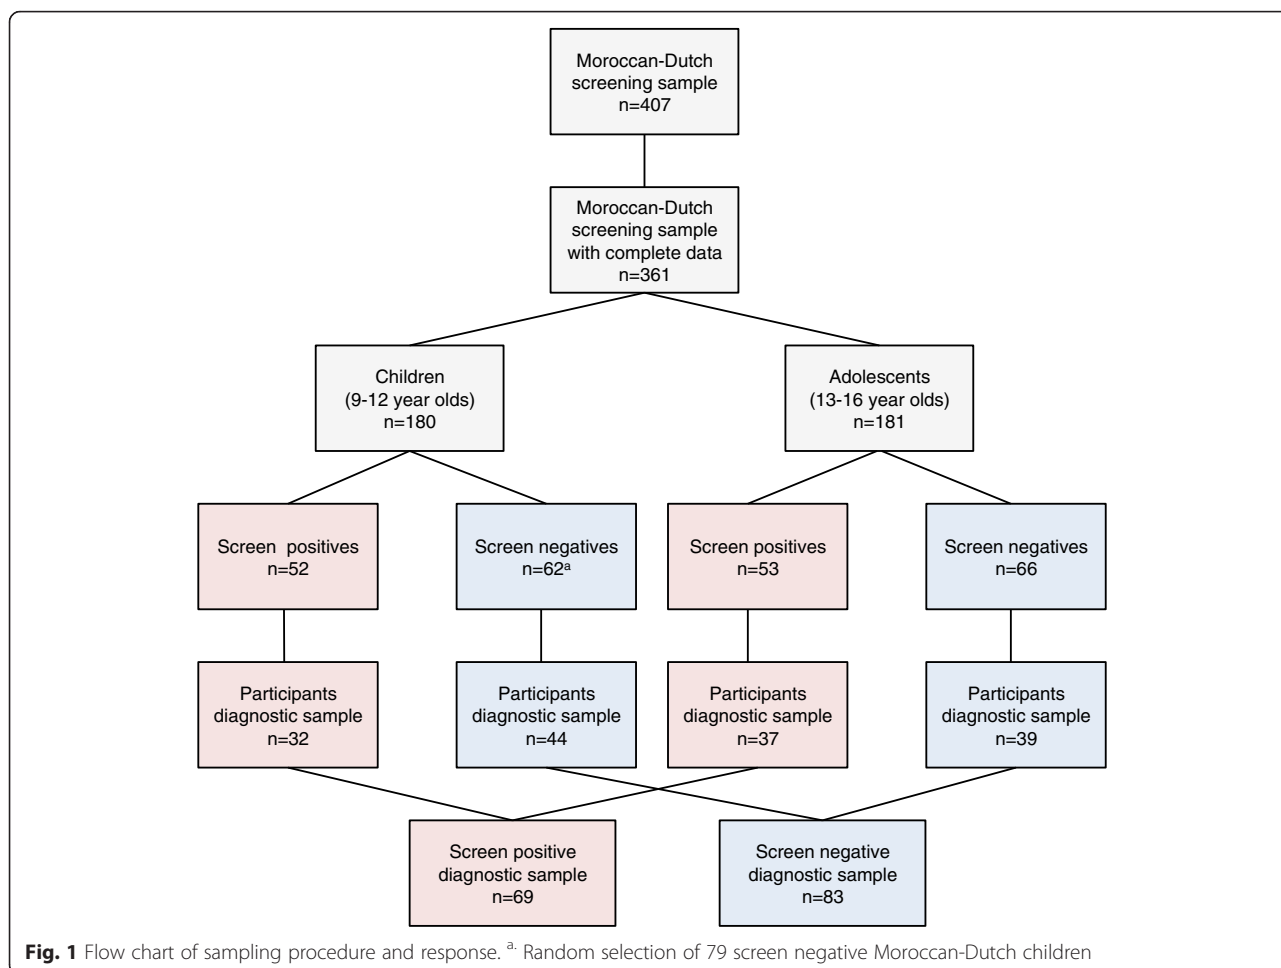 Moroccan-Dutch
screening sample
n=407
Moroccan-Dutch
screening sample
with complete data
n=361
Children
(9-12 year olds)
n=180
Adolescents
(13-16 year olds)
n=181
Screen positives
n=52
Screen negatives
n=62a
Screen positives
n=53
Screen negatives
n=66
Participants
diagnostic sample
n=32
Participants
diagnostic sample
n=44
Participants
diagnostic sample
n=37
Participants
diagnostic sample
n=39
Screen positive
diagnostic sample
n=69
Screen negative
diagnostic sample
n=83
Fig. 1 Flow chart of sampling procedure and response. a. Random selection of 79 screen negative Moroccan-Dutch children